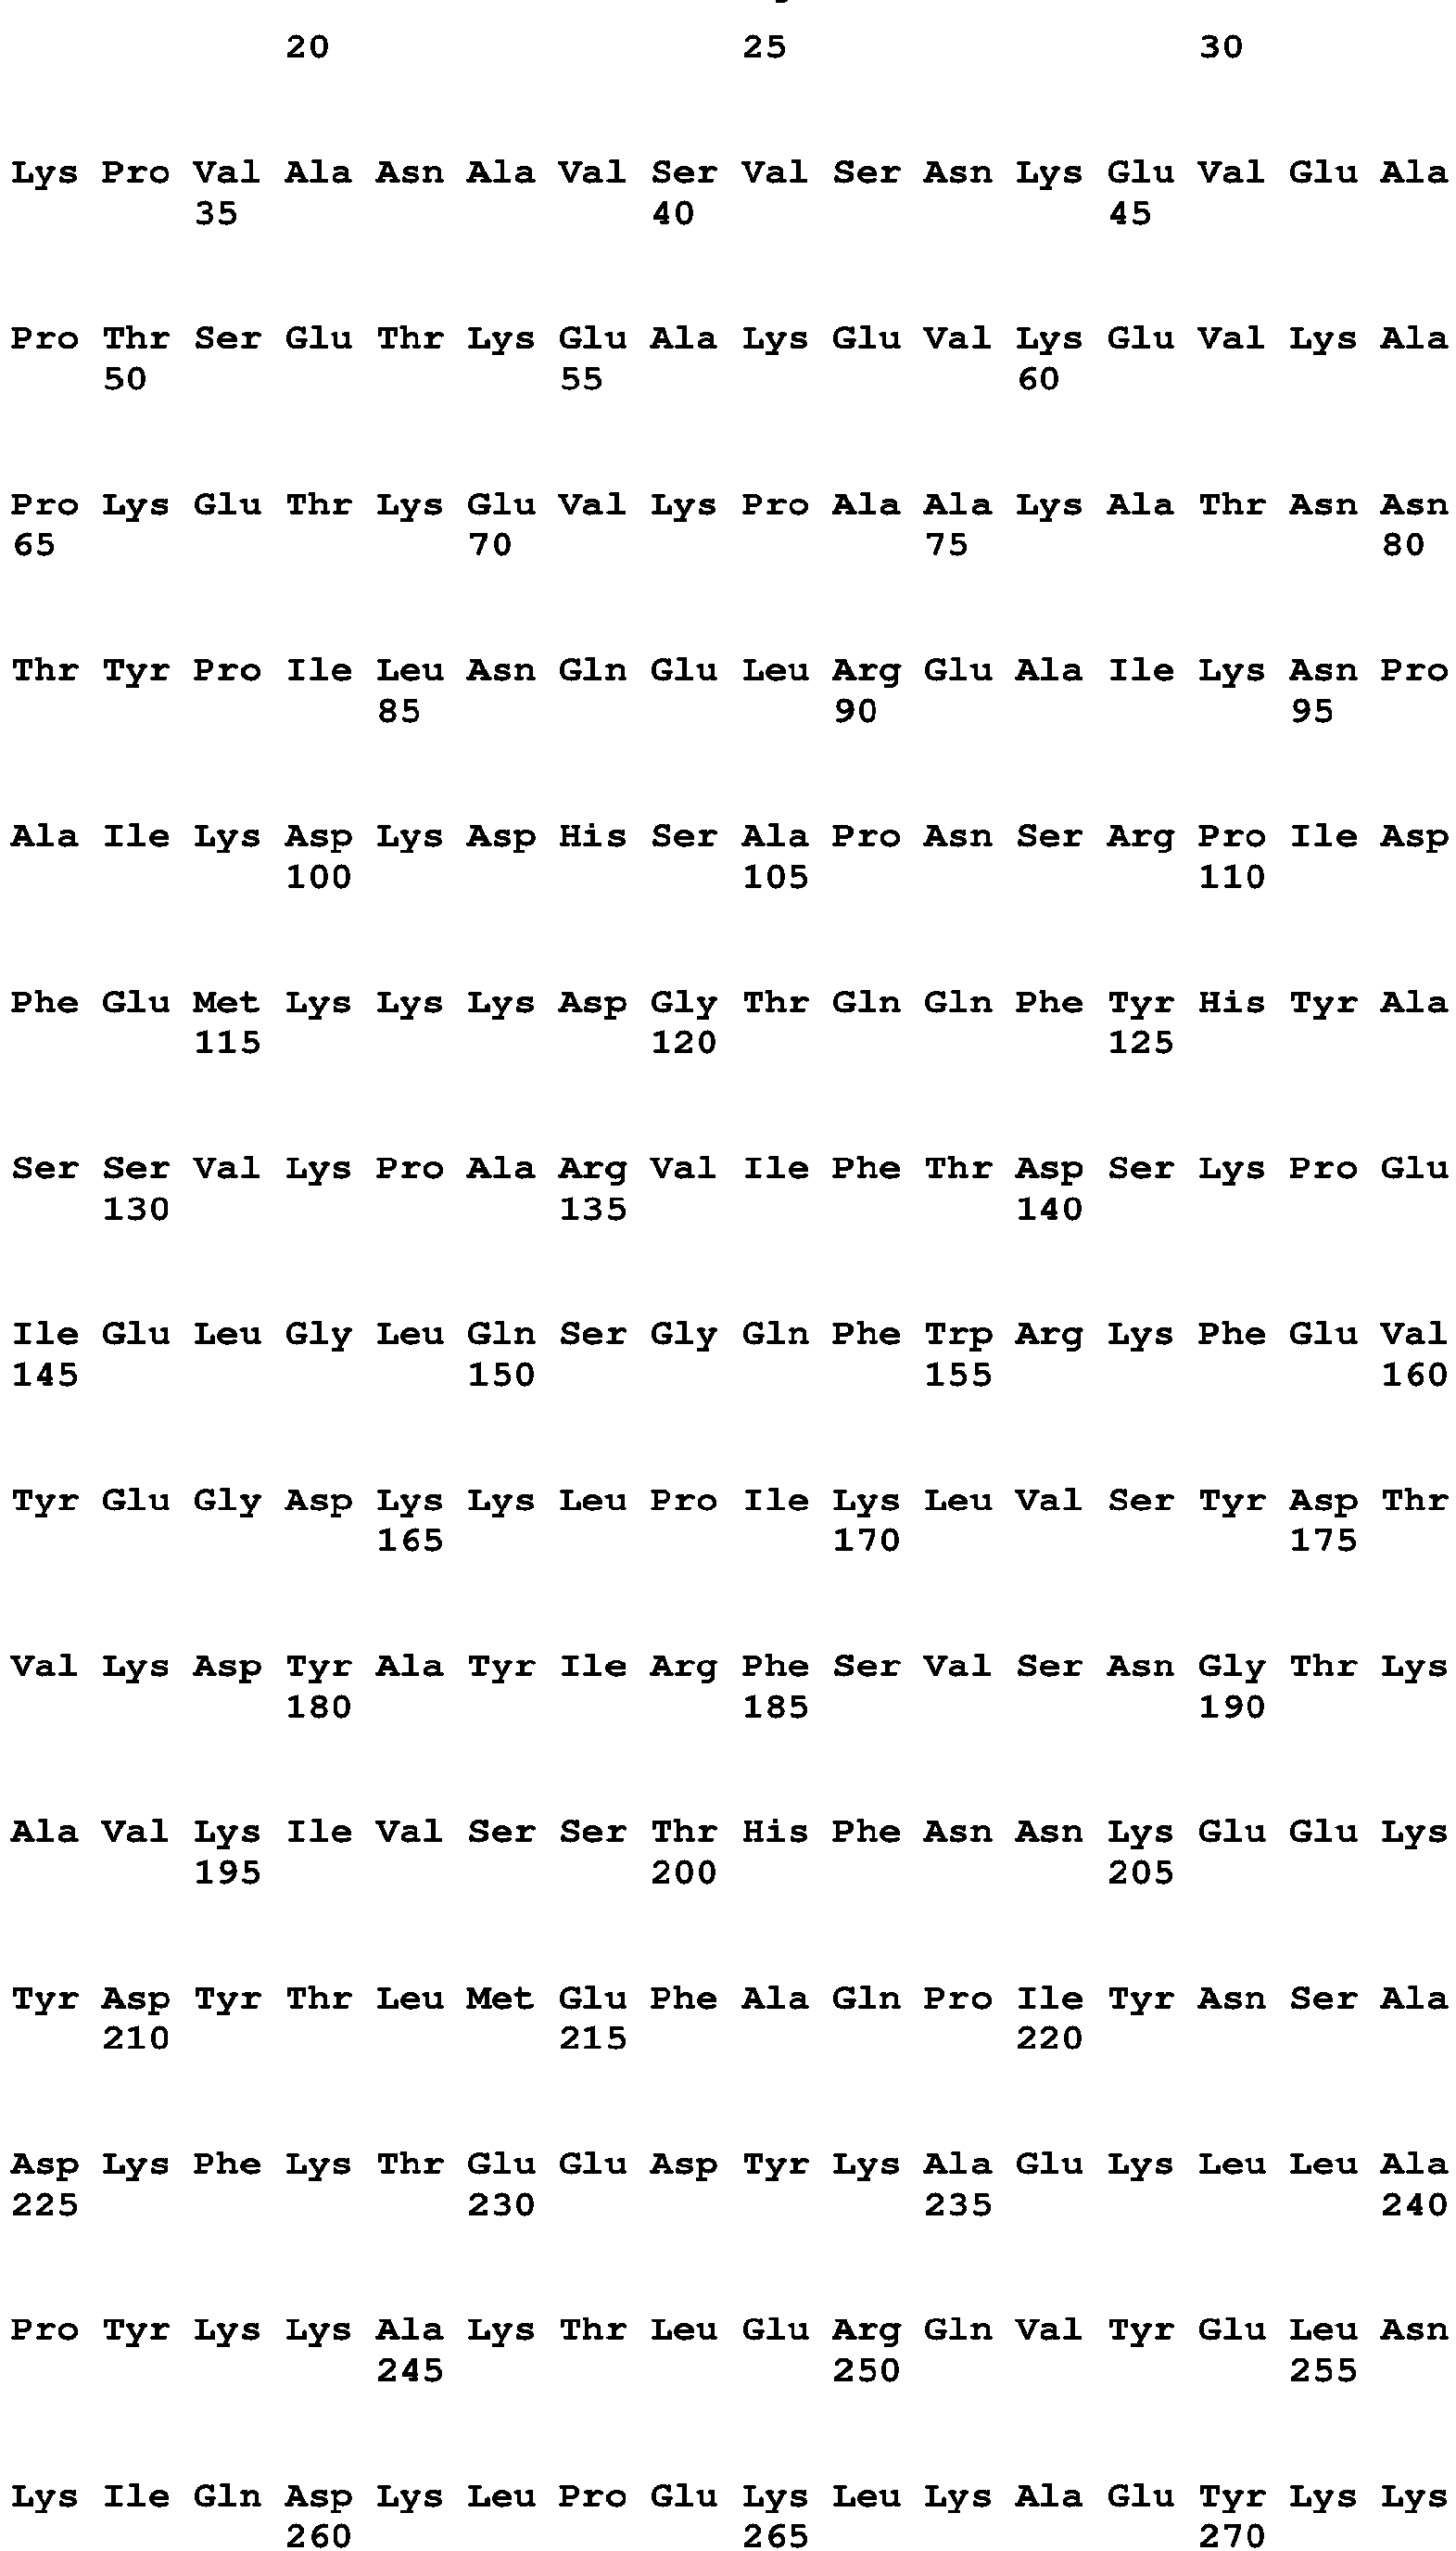 20 25 30
Lys Pro Val Ala Asn Ala Val Ser Val Ser Asn Lys Glu Val Glu Ala
35 40 45
Pro Thr Ser Glu Thr Lys Glu Ala Lys Glu Val Lys Glu Val Lys Ala
50 55 60
Pro Lys Glu Thr Lys Glu Val Lys Pro Ala Ala Lys Ala Thr Asn Asn
65 70 75 80
Thr Tyr Pro Ile Leu Asn Gln Glu Leu Arg Glu Ala Ile Lys Asn Pro
85 90 95
Ala Ile Lys Asp Lys Asp His Ser Ala Pro Asn Ser Arg Pro Ile Asp
100 105 110
Phe Glu Met Lys Lys Lys Asp Gly Thr Gln Gln Phe Tyr His Tyr Ala
115 120 125
Ser Ser Val Lys Pro Ala Arg Val Ile Phe Thr Asp Ser Lys Pro Glu
130 135 140
Ile Glu Leu Gly Leu Gln Ser Gly Gln Phe Trp Arg Lys Phe Glu Val
145 150 155 160
Tyr Glu Gly Asp Lys Lys Leu Pro Ile Lys Leu Val Ser Tyr Asp Thr
165 170 175
Val Lys Asp Tyr Ala Tyr Ile Arg Phe Ser Val Ser Asn Gly Thr Lys
180 185 190
Ala Val Lys Ile Val Ser Ser Thr His Phe Asn Asn Lys Glu Glu Lys
195 200 205
Tyr Asp Tyr Thr Leu Met Glu Phe Ala Gln Pro Ile Tyr Asn Ser Ala
210 215 220
Asp Lys Phe Lys Thr Glu Glu Asp Tyr Lys Ala Glu Lys Leu Leu Ala
225 230 235 240
Pro Tyr Lys Lys Ala Lys Thr Leu Glu Arg Gln Val Tyr Glu Leu Asn
245 250 255
Lys Ile Gln Asp Lys Leu Pro Glu Lys Leu Lys Ala Glu Tyr Lys Lys
260 265 270